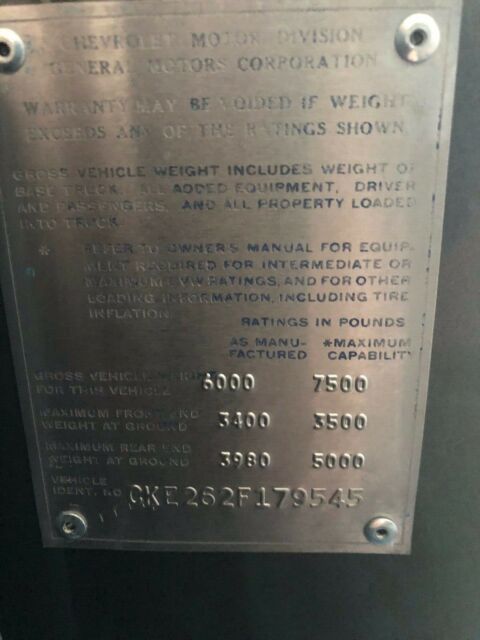 CHEVROLET MOTOR DIVISION
GENERAL MOTORS CORPORATION
WARRANTY MAY BE VOIDED IF WEIGHT
EXCEEDS ANY OF THE RATINGS SHOWN
GROSS VEHICLE WEIGHT INCLUDES WEIGHT OF
BASE TRUCK, ALL ADDED EQUIPMENT, DRIVER
AND PASSENGERS, AND ALL PROPERTY LOADED
INTO TRUCK
* REFER TO OWNER'S MANUAL FOR EQUIP-
MENT REQUIRED FOR INTERMEDIATE OR
MAXIMUM GVW RATINGS, AND FOR OTHER
LOADING INFORMATION, INCLUDING TIRE
INFLATION.
RATINGS IN POUNDS
AS MANU- *MAXIMUM
FACTURED CAPABILITY
GROSS VEHICLE WEIGHT
FOR THIS VEHICLE 6000 7500
MAXIMUM FRONT END
WEIGHT AT GROUND 3400 3500
MAXIMUM REAR END
WEIGHT AT GROUND 3980 5000
VEHICLE
IDENT. NO. CKE262F179545